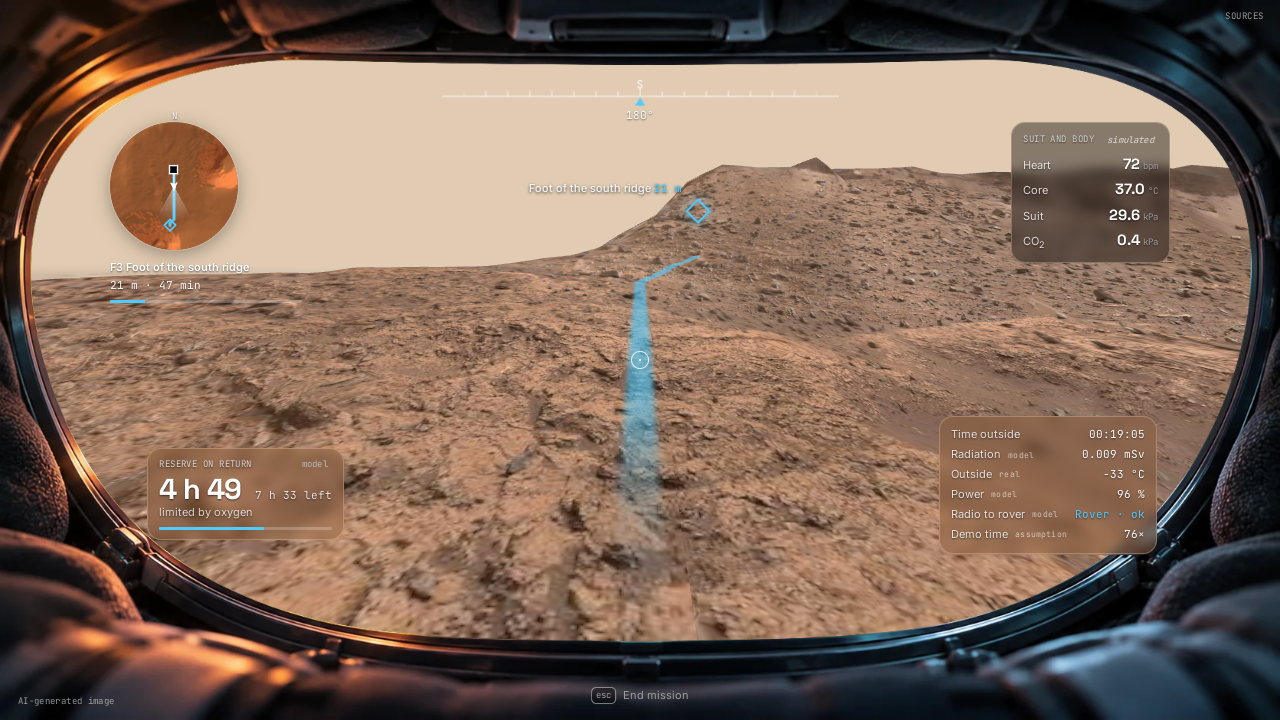 SOURCES
S
180°
N
Foot of the south ridge 21 m
F3 Foot of the south ridge
21 m · 47 min
SUIT AND BODY simulated
Heart 72 bpm
Core 37.0 °C
Suit 29.6 kPa
CO2 0.4 kPa
RESERVE ON RETURN model
4 h 49 7 h 33 left
limited by oxygen
Time outside 00:19:05
Radiation model 0.009 mSv
Outside real -33 °C
Power model 96 %
Radio to rover model Rover · ok
Demo time assumption 76×
esc End mission
AI-generated image